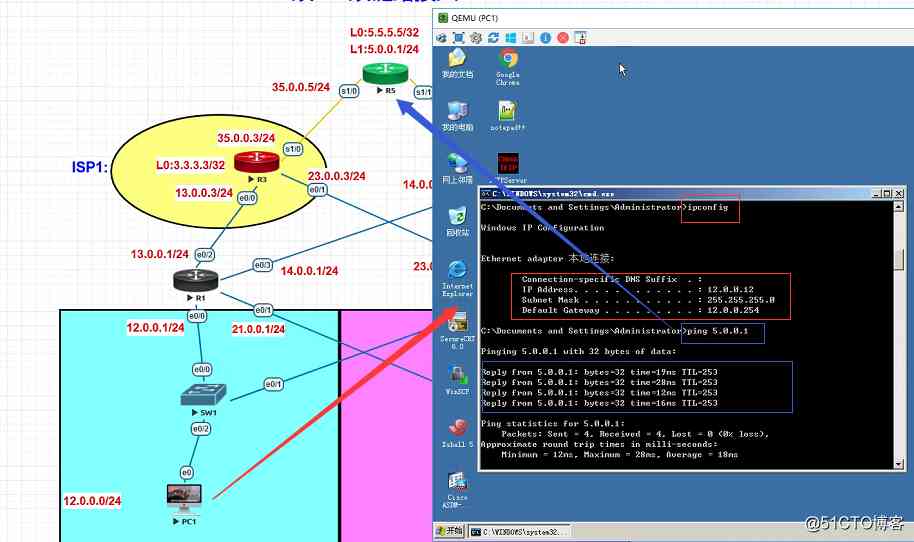 QEMU (PC1)
L0:5.5.5.5/32
L1:5.0.0.1/24
35.0.0.5/24
s1/0
R5
s1/1
ISP1:
35.0.0.3/24
s1/0
L0:3.3.3.3/32
R3
13.0.0.3/24
e0/0
23.0.0.3/24
e0/1
14.0.0
13.0.0.1/24
e0/2
e0/3
14.0.0.1/24
23.0
R1
e0/0
e0/1
12.0.0.1/24
21.0.0.1/24
e0/0
e0/1
SW1
e0/2
e0
12.0.0.0/24
PC1
我的文档
Google Chrome
我的电脑
notepad++
网上邻居
回收站
Internet Explorer
SecureCRT 6.0
WinSCP
Xshell 5
Cisco ASDM-...
C:\WINDOWS\system32\cmd.exe
C:\Documents and Settings\Administrator>ipconfig
Windows IP Configuration
Ethernet adapter 本地连接:
Connection-specific DNS Suffix . :
IP Address. . . . . . . . . . . . : 12.0.0.12
Subnet Mask . . . . . . . . . . . : 255.255.255.0
Default Gateway . . . . . . . . . : 12.0.0.254
C:\Documents and Settings\Administrator>ping 5.0.0.1
Pinging 5.0.0.1 with 32 bytes of data:
Reply from 5.0.0.1: bytes=32 time=19ms TTL=253
Reply from 5.0.0.1: bytes=32 time=28ms TTL=253
Reply from 5.0.0.1: bytes=32 time=12ms TTL=253
Reply from 5.0.0.1: bytes=32 time=16ms TTL=253
Ping statistics for 5.0.0.1:
Packets: Sent = 4, Received = 4, Lost = 0 (0% loss),
Approximate round trip times in milli-seconds:
Minimum = 12ms, Maximum = 28ms, Average = 18ms
开始
C:\WINDOWS\system32...
@51CTO博客